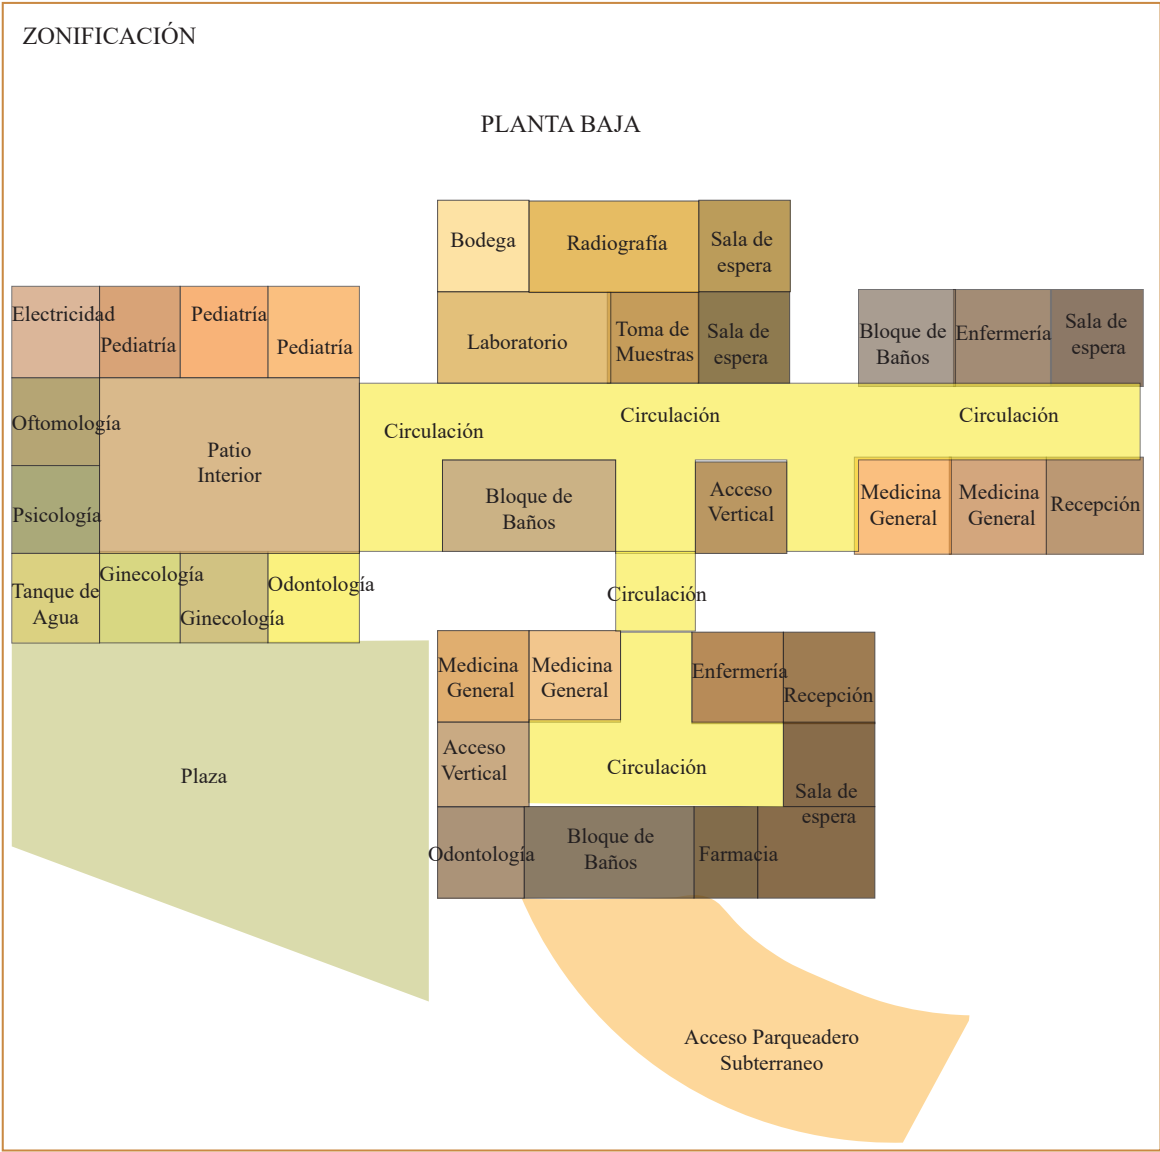 ZONIFICACIÓN
PLANTA BAJA
Bodega
Radiografía
Sala de
espera
Laboratorio
Toma de
Muestras
Sala de
espera
Electricidad
Pediatría
Pediatría
Pediatría
Bloque de
Baños
Enfermería
Sala de
espera
Oftomología
Patio
Interior
Psicología
Circulación
Circulación
Circulación
Bloque de
Baños
Acceso
Vertical
Medicina
General
Medicina
General
Recepción
Tanque de
Agua
Ginecología
Ginecología
Odontología
Circulación
Medicina
General
Medicina
General
Enfermería
Recepción
Plaza
Acceso
Vertical
Circulación
Sala de
espera
Odontología
Bloque de
Baños
Farmacia
Acceso Parqueadero
Subterraneo